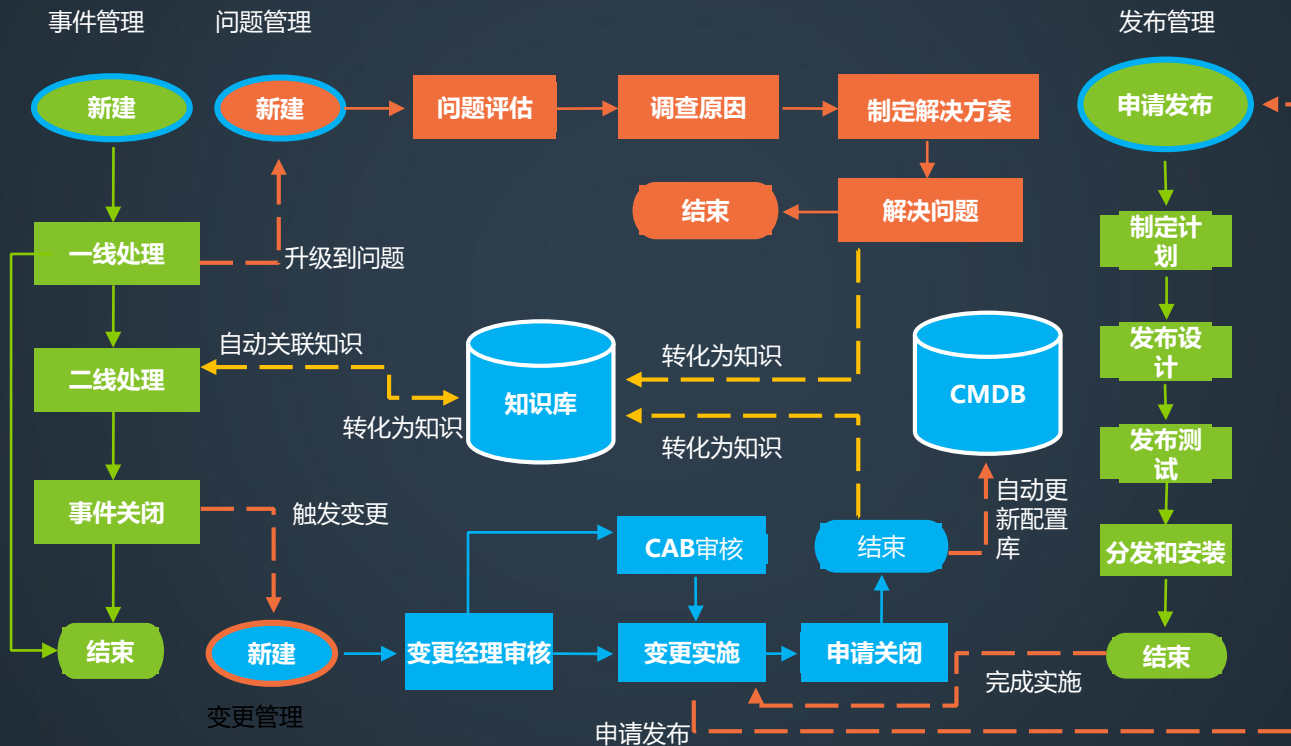 事件管理
问题管理
发布管理
新建
新建
问题评估
调查原因
制定解决方案
申请发布
结束
解决问题
一线处理
升级到问题
制定计
划
自动关联知识
转化为知识
发布设
计
二线处理
知识库
CMDB
转化为知识
转化为知识
发布测
试
事件关闭
触发变更
自动更
新配置
库
CAB审核
结束
分发和安装
结束
新建
变更经理审核
变更实施
申请关闭
结束
完成实施
变更管理
申请发布